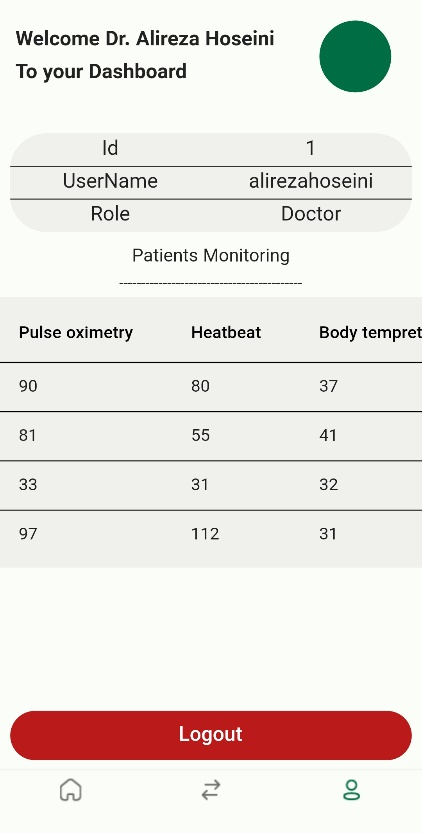 Welcome Dr. Alireza Hoseini
To your Dashboard
Id 1
UserName alirezahoseini
Role Doctor
Patients Monitoring
----------------------------------------
Pulse oximetry Heatbeat Body tempret
90 80 37
81 55 41
33 31 32
97 112 31
Logout